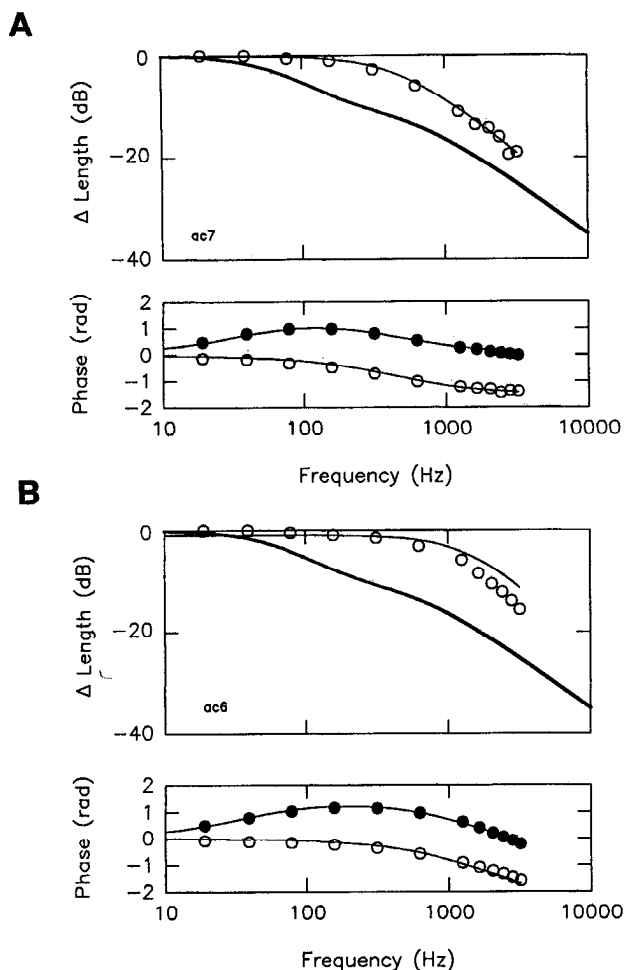 A
0
Δ Length (dB)
-20
ac7
-40
2
1
Phase (rad)
0
-1
-2
10
100
1000
10000
Frequency (Hz)
B
0
Δ Length (dB)
-20
ac6
-40
2
1
Phase (rad)
0
-1
-2
10
100
1000
10000
Frequency (Hz)